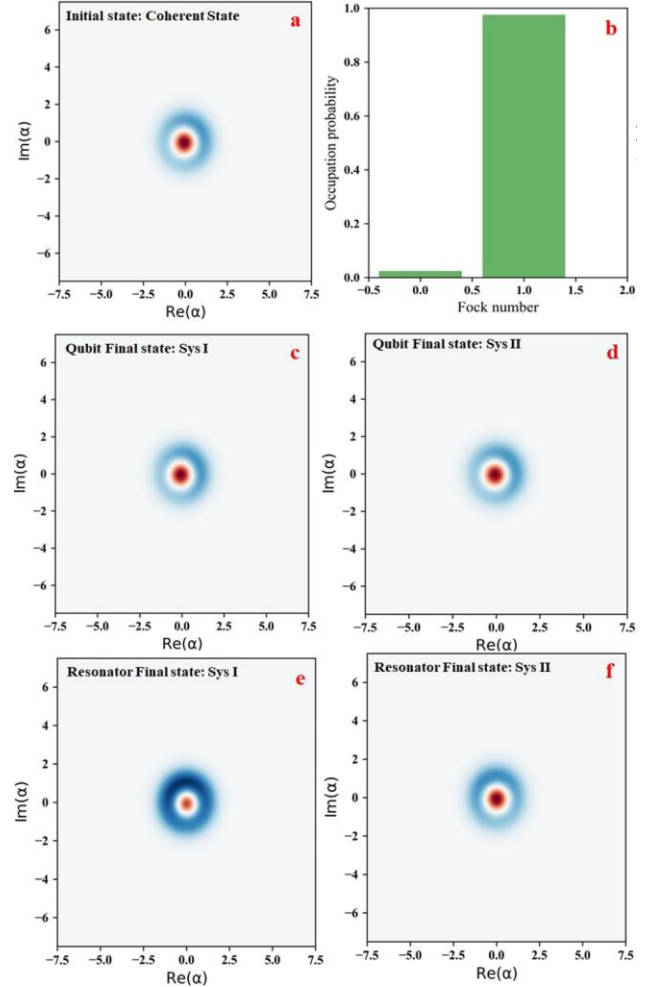 Initial state: Coherent State
a
6
4
2
0
−2
−4
−6
Im(α)
−7.5 −5.0 −2.5 0.0 2.5 5.0 7.5
Re(α)
b
1.0
0.8
0.6
0.4
0.2
0.0
Occupation probability
−0.5 0.0 0.5 1.0 1.5 2.0
Fock number
Qubit Final state: Sys I
c
6
4
2
0
−2
−4
−6
Im(α)
−7.5 −5.0 −2.5 0.0 2.5 5.0 7.5
Re(α)
Qubit Final state: Sys II
d
6
4
2
0
−2
−4
−6
Im(α)
−7.5 −5.0 −2.5 0.0 2.5 5.0 7.5
Re(α)
Resonator Final state: Sys I
e
6
4
2
0
−2
−4
−6
Im(α)
−7.5 −5.0 −2.5 0.0 2.5 5.0 7.5
Re(α)
Resonator Final state: Sys II
f
6
4
2
0
−2
−4
−6
Im(α)
−7.5 −5.0 −2.5 0.0 2.5 5.0 7.5
Re(α)